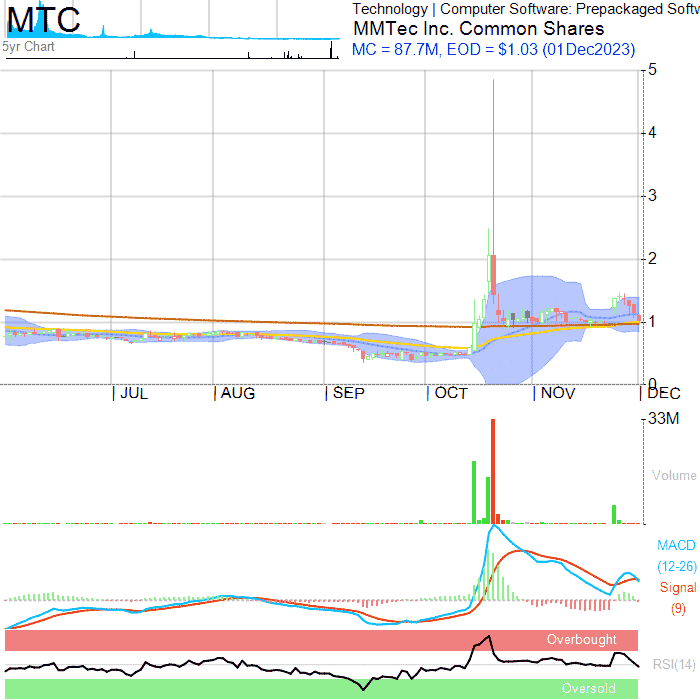 MTC
Technology | Computer Software: Prepackaged Softw
MMTec Inc. Common Shares
5yr Chart
MC = 87.7M, EOD = $1.03 (01Dec2023)
5
4
3
2
1
0
JUL AUG SEP OCT NOV DEC
33M
Volume
MACD
(12-26)
Signal
(9)
Overbought
RSI(14)
Oversold